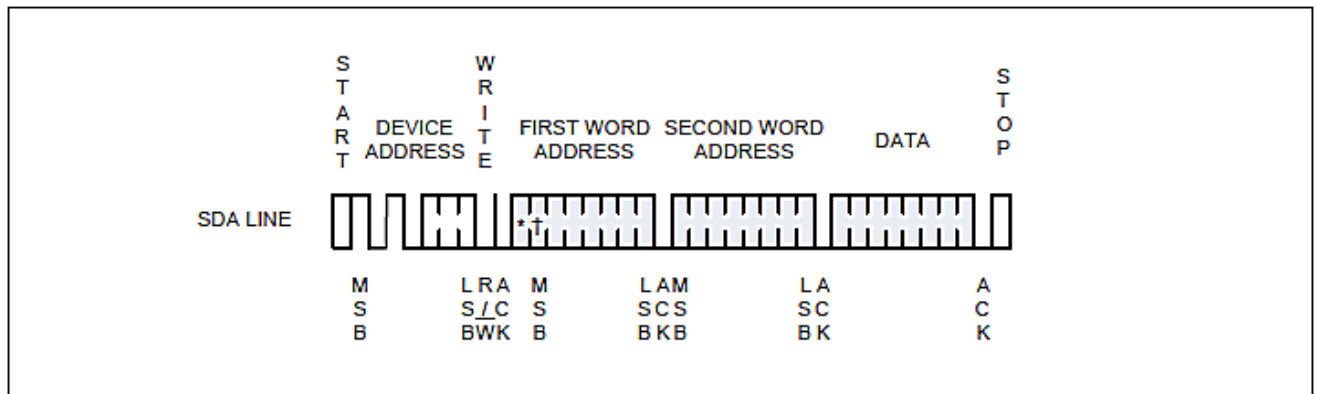 START
WRITE
STOP
DEVICE
ADDRESS
FIRST WORD
ADDRESS
SECOND WORD
ADDRESS
DATA
SDA LINE
* †
MSB
LSB
R/W
ACK
MSB
LSB
ACK
MSB
LSB
ACK
ACK